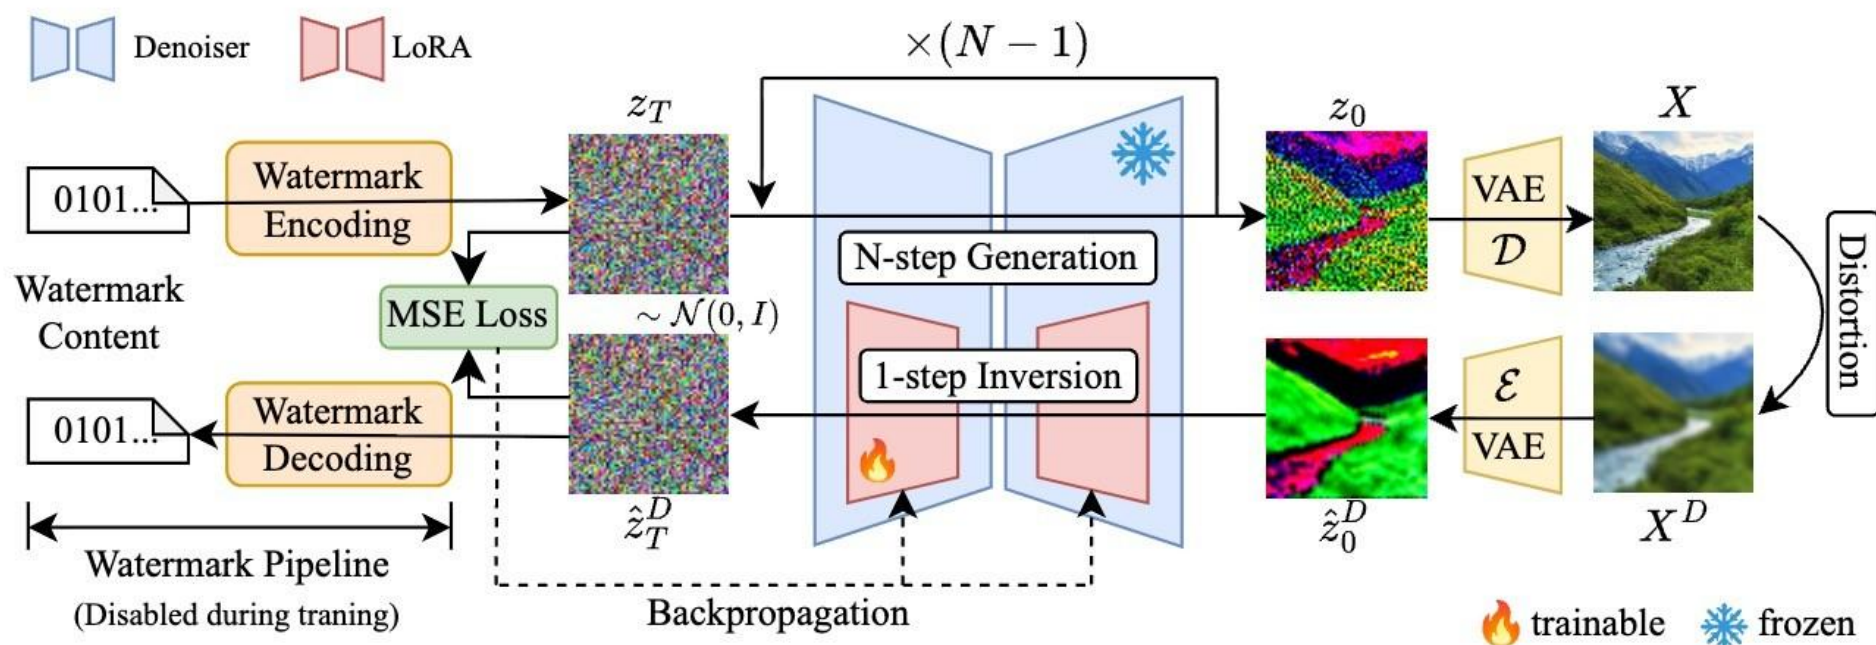 Denoiser
LoRA
×(N − 1)
z_T
z_0
X
0101...
Watermark
Encoding
VAE
𝒟
N-step Generation
Distortion
Watermark
Content
MSE Loss
∼ 𝒩(0, I)
1-step Inversion
ℰ
VAE
0101...
Watermark
Decoding
ẑ_T^D
ẑ_0^D
X^D
Watermark Pipeline
(Disabled during traning)
Backpropagation
trainable
frozen